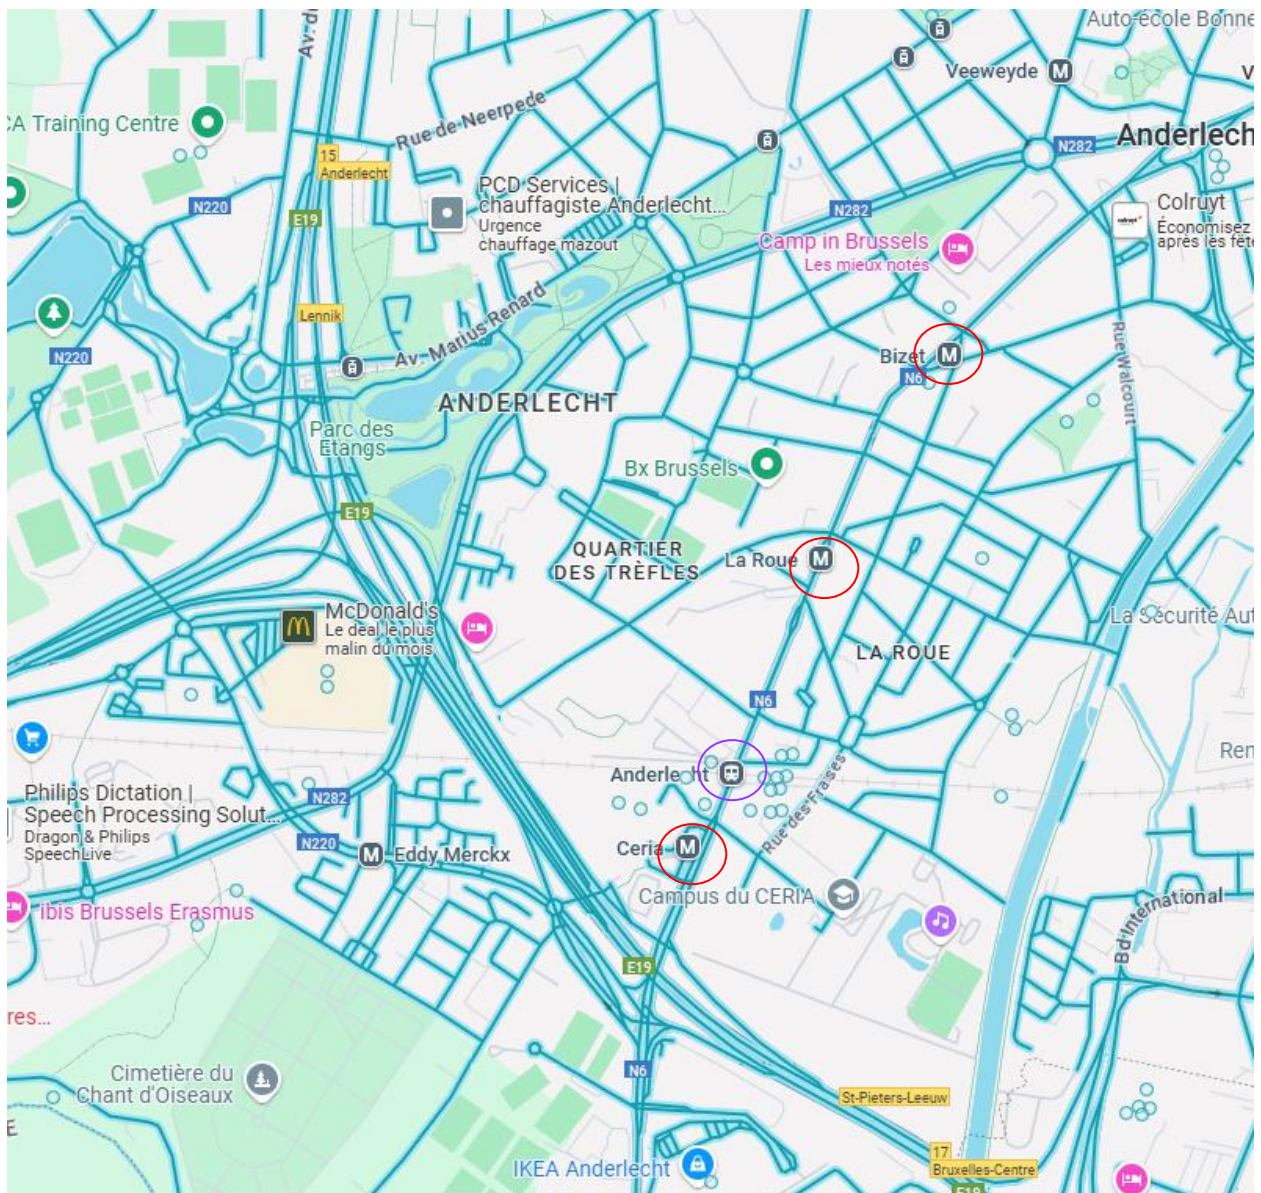 Auto-école Bonne
Av. du
Veeweyde
V
CA Training Centre
Rue de Neerpede
N282
Anderlech
15
Anderlecht
PCD Services |
chauffagiste Anderlecht...
Urgence
chauffage mazout
N220
E19
N282
Colruyt
Économisez
après les fête
Camp in Brussels
Les mieux notés
Lennik
Av. Marius Renard
N220
Bizet
N6
Rue Walcourt
ANDERLECHT
Parc des
Etangs
Bx Brussels
E19
QUARTIER
DES TRÈFLES
La Roue
McDonald's
Le deal le plus
malin du mois
La Sécurité Aut
LA ROUE
N6
Ren
Anderlecht
Philips Dictation |
Speech Processing Solut...
Dragon & Philips
SpeechLive
N282
N220
Eddy Merckx
Ceria
Rue des Fraises
Campus du CERIA
ibis Brussels Erasmus
Bd International
E19
res...
Cimetière du
Chant d'Oiseaux
N6
St-Pieters-Leeuw
E
IKEA Anderlecht
17
Bruxelles-Centre
E19